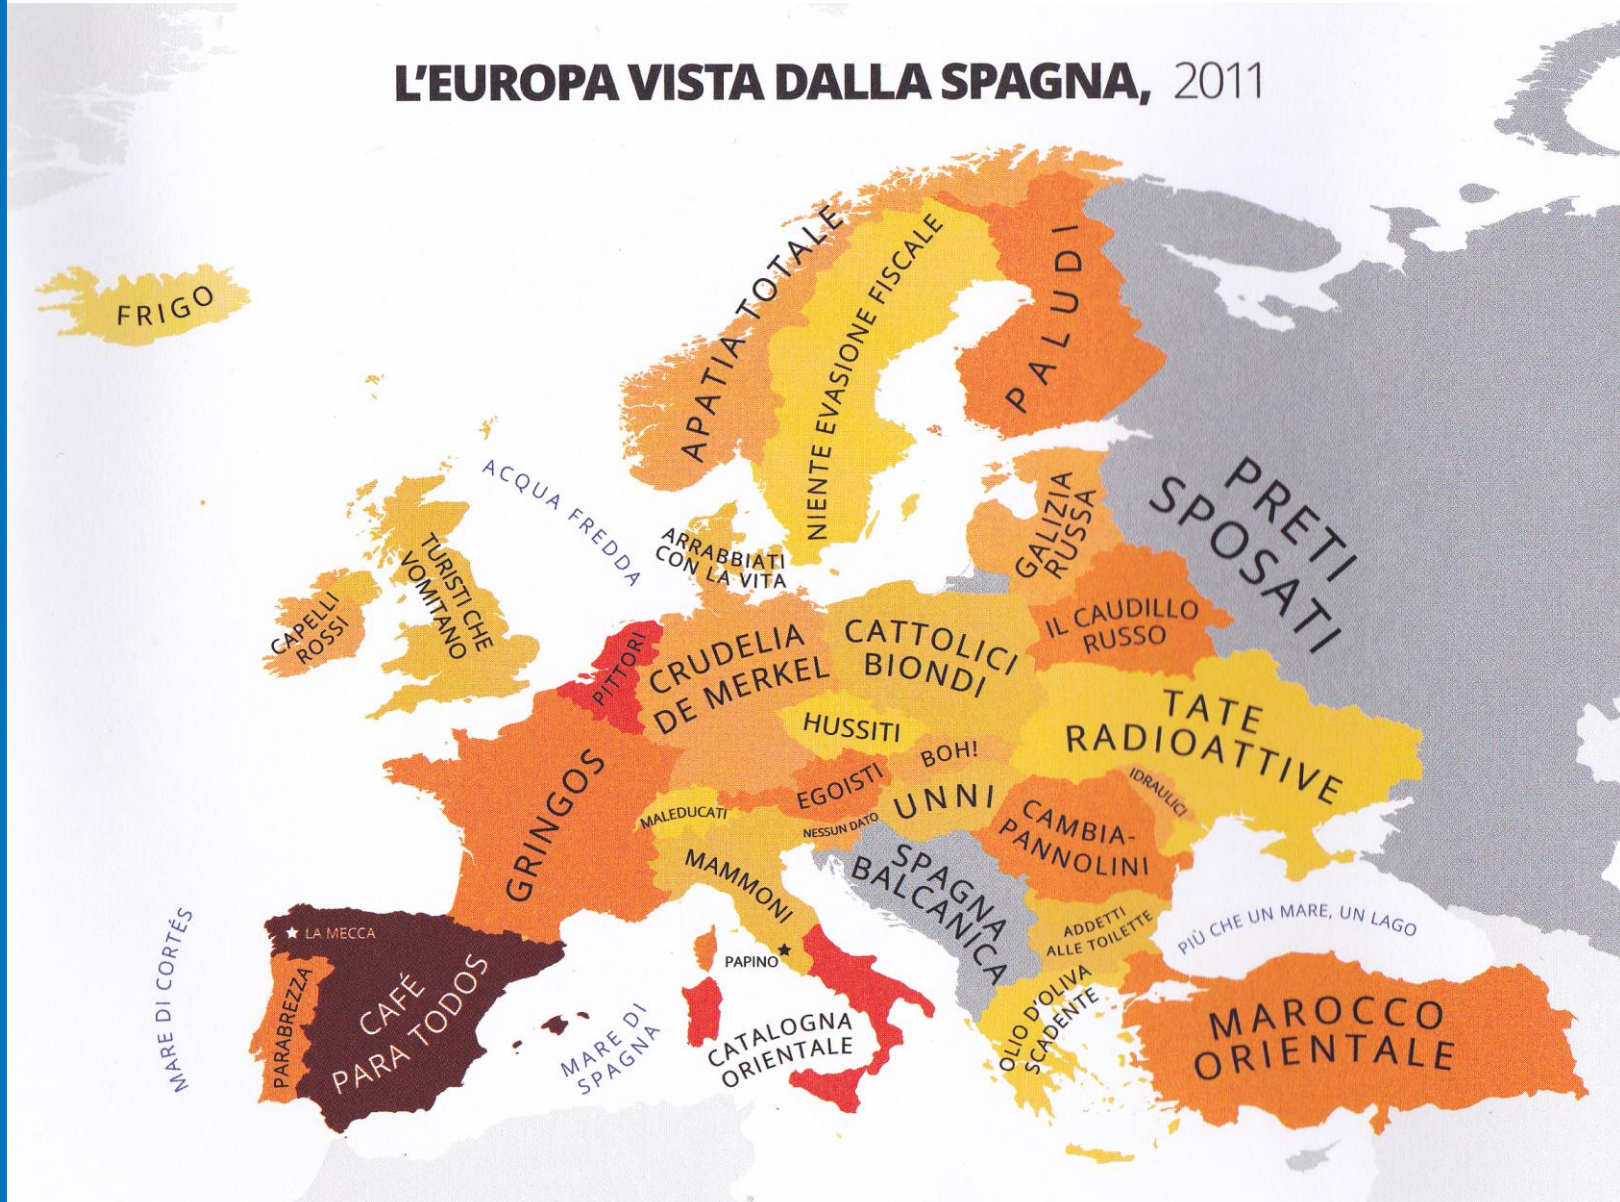 L'EUROPA VISTA DALLA SPAGNA, 2011
FRIGO
APATIA TOTALE
NIENTE EVASIONE FISCALE
PALUDI
ACQUA FREDDA
PRETI
SPOSATI
GALIZIA
RUSSA
ARRABBIATI
CON LA VITA
TURISTI CHE
VOMITANO
CAPELLI
ROSSI
IL CAUDILLO
RUSSO
PITTORI
CRUDELIA
DE MERKEL
CATTOLICI
BIONDI
TATE
RADIOATTIVE
HUSSITI
BOH!
EGOISTI
UNNI
IDRAULICI
MALEDUCATI
NESSUN DATO
CAMBIA-
PANNOLINI
GRINGOS
MAMMONI
SPAGNA
BALCANICA
ADDETTI
ALLE TOILETTE
PIÙ CHE UN MARE, UN LAGO
LA MECCA
PAPINO
MARE DI CORTÉS
PARABREZZA
CAFÉ
PARA TODOS
MARE DI
SPAGNA
CATALOGNA
ORIENTALE
OLIO D'OLIVA
SCADENTE
MAROCCO
ORIENTALE